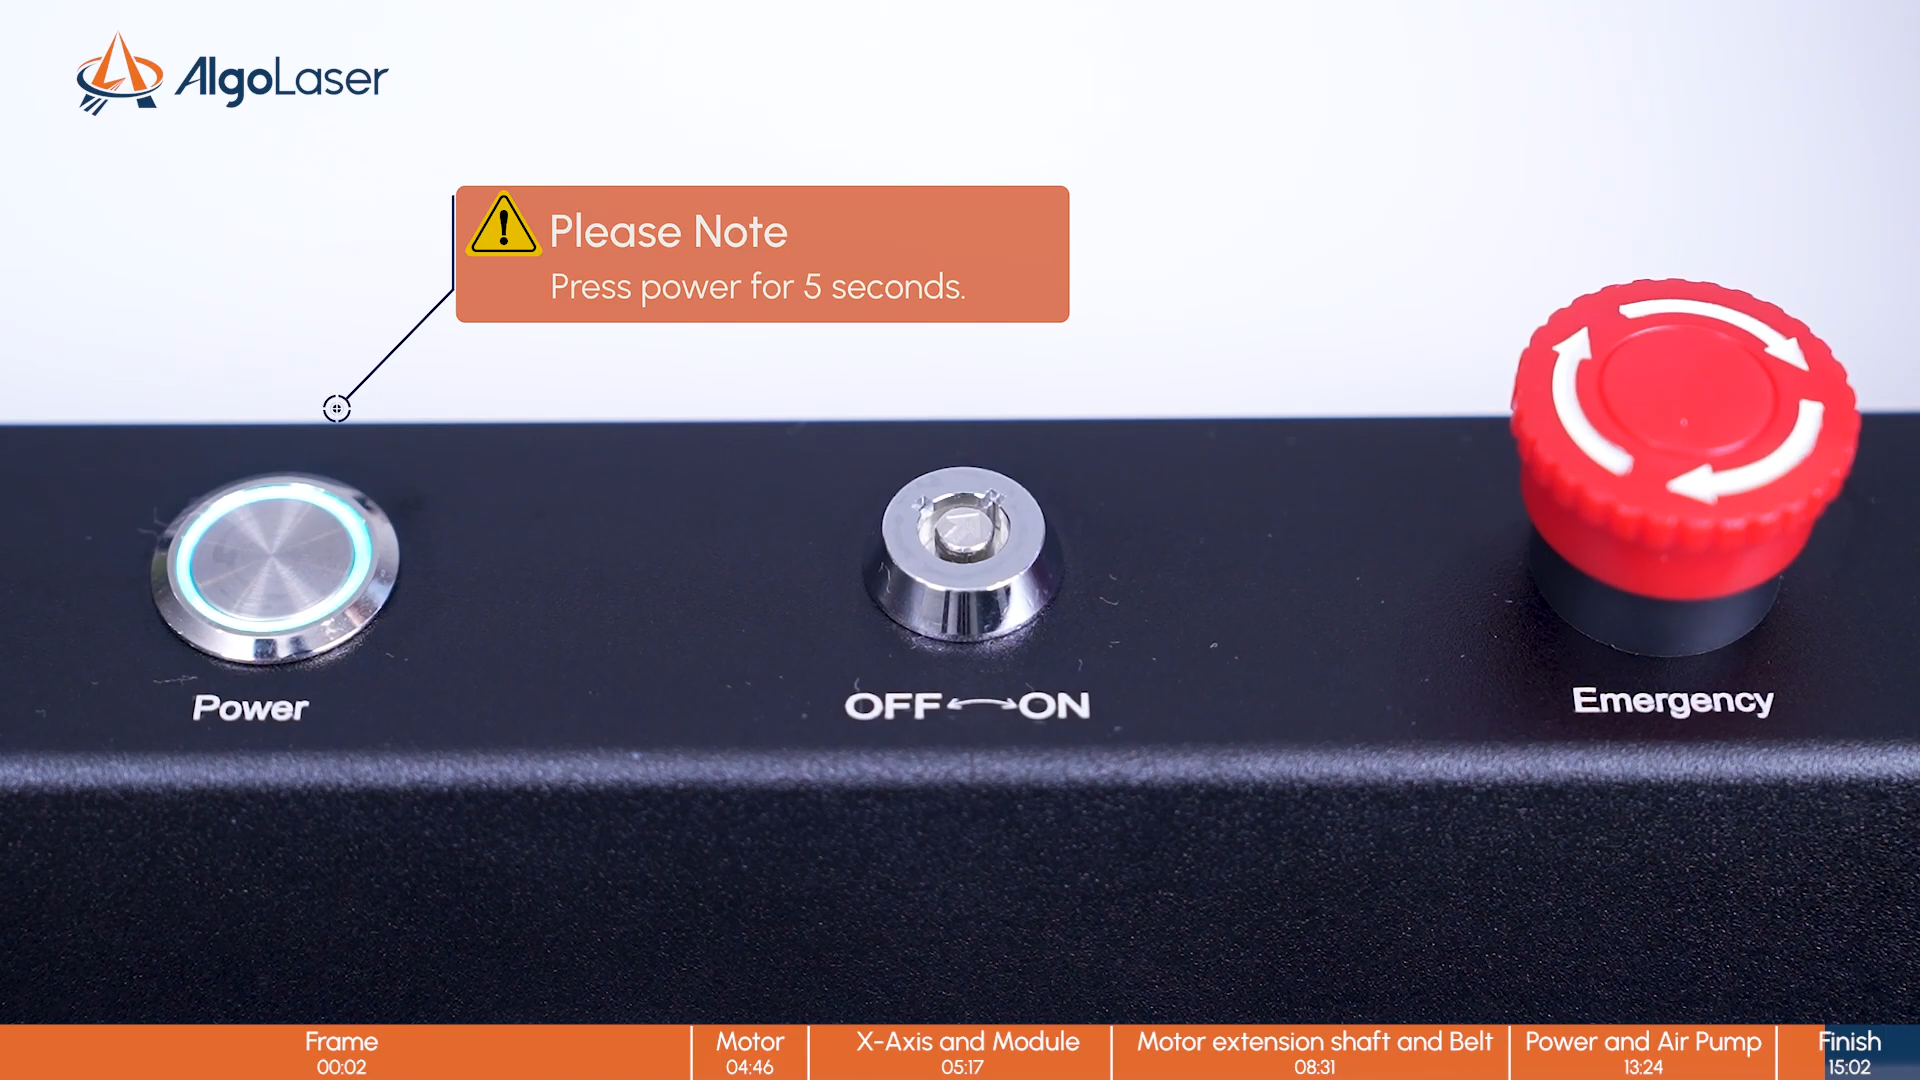 AlgoLaser
Please Note
Press power for 5 seconds.
Power
OFF ON
Emergency
Frame
00:02
Motor
04:46
X-Axis and Module
05:17
Motor extension shaft and Belt
08:31
Power and Air Pump
13:24
Finish
15:02